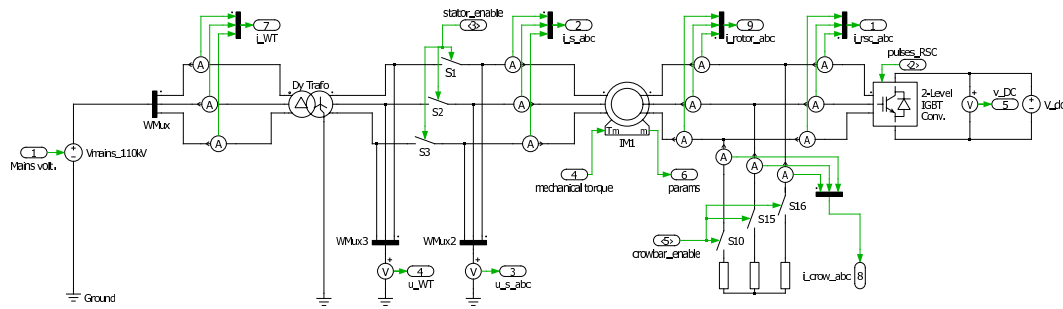 stator_enable
<3>
7
i_WT
2
i_s_abc
9
i_rotor_abc
1
i_rsc_abc
pulses_RSC
<2>
A
A
A
A
S1
Dy Trafo
2-Level
IGBT
Conv.
v_DC
5
V
V_dc
A
S2
A
A
A
WMux
A
S3
A
A
A
Tm
m
IM1
1
Mains volt.
Vmains_110kV
4
mechanical torque
6
params
A
A
A
S16
S15
S10
<5>
crowbar_enable
WMux3
WMux2
V
4
u_WT
V
3
u_s_abc
i_crow_abc
8
Ground